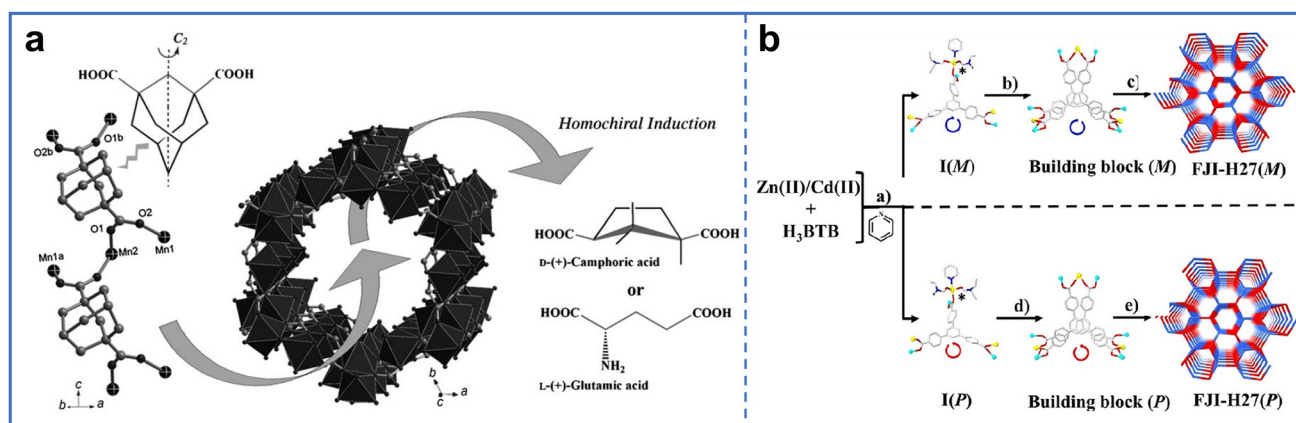 a
C2
HOOC
COOH
O2b
O1b
O2
O1
Mn1
Mn2
Mn1a
c
b
a
Homochiral Induction
HOOC
COOH
D-(+)-Camphoric acid
or
HOOC
COOH
NH2
L-(+)-Glutamic acid
b
a
c
b
Zn(II)/Cd(II)
+
H3BTB
a)
N
*
b)
c)
I(M)
Building block (M)
FJI-H27(M)
*
d)
e)
I(P)
Building block (P)
FJI-H27(P)